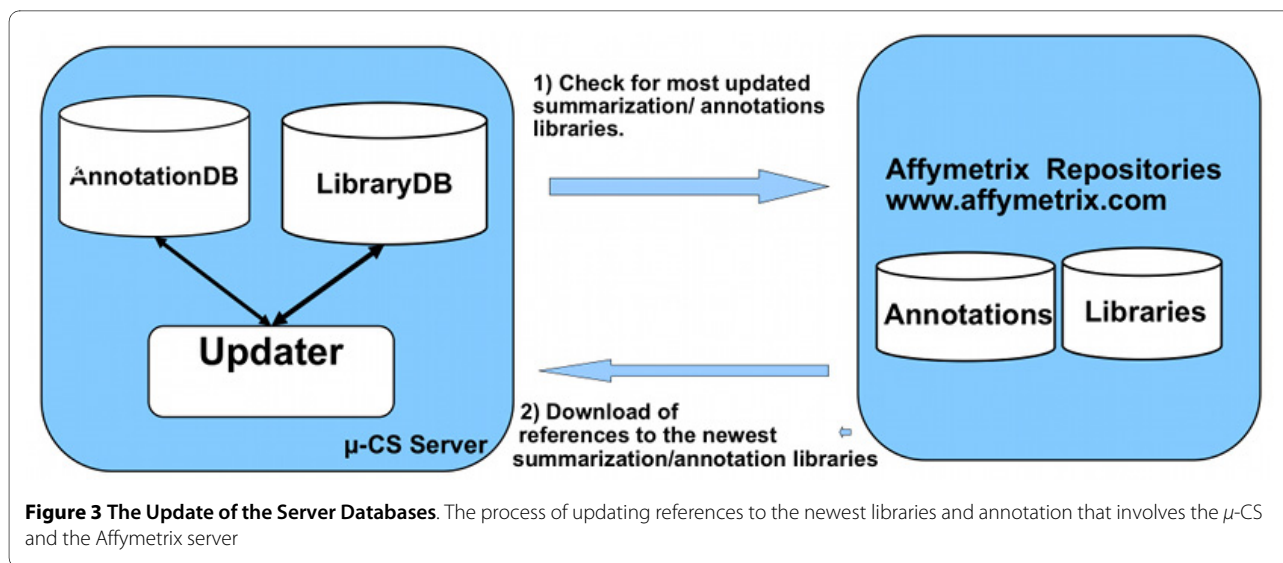 AnnotationDB
LibraryDB
Updater
μ-CS Server
1) Check for most updated
summarization/ annotations
libraries.
2) Download of
references to the newest
summarization/annotation libraries
Affymetrix Repositories
www.affymetrix.com
Annotations
Libraries
Figure 3 The Update of the Server Databases. The process of updating references to the newest libraries and annotation that involves the μ-CS
and the Affymetrix server